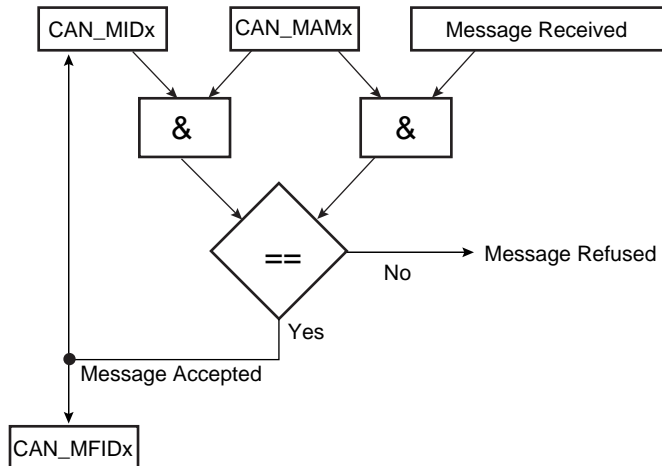 CAN_MIDx
CAN_MAMx
Message Received
&
&
==
No
Message Refused
Yes
Message Accepted
CAN_MFIDx